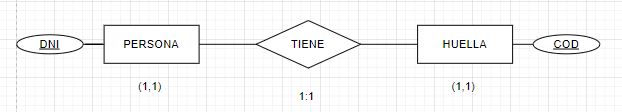 DNI PERSONA TIENE HUELLA COD
(1,1) (1,1)
1:1